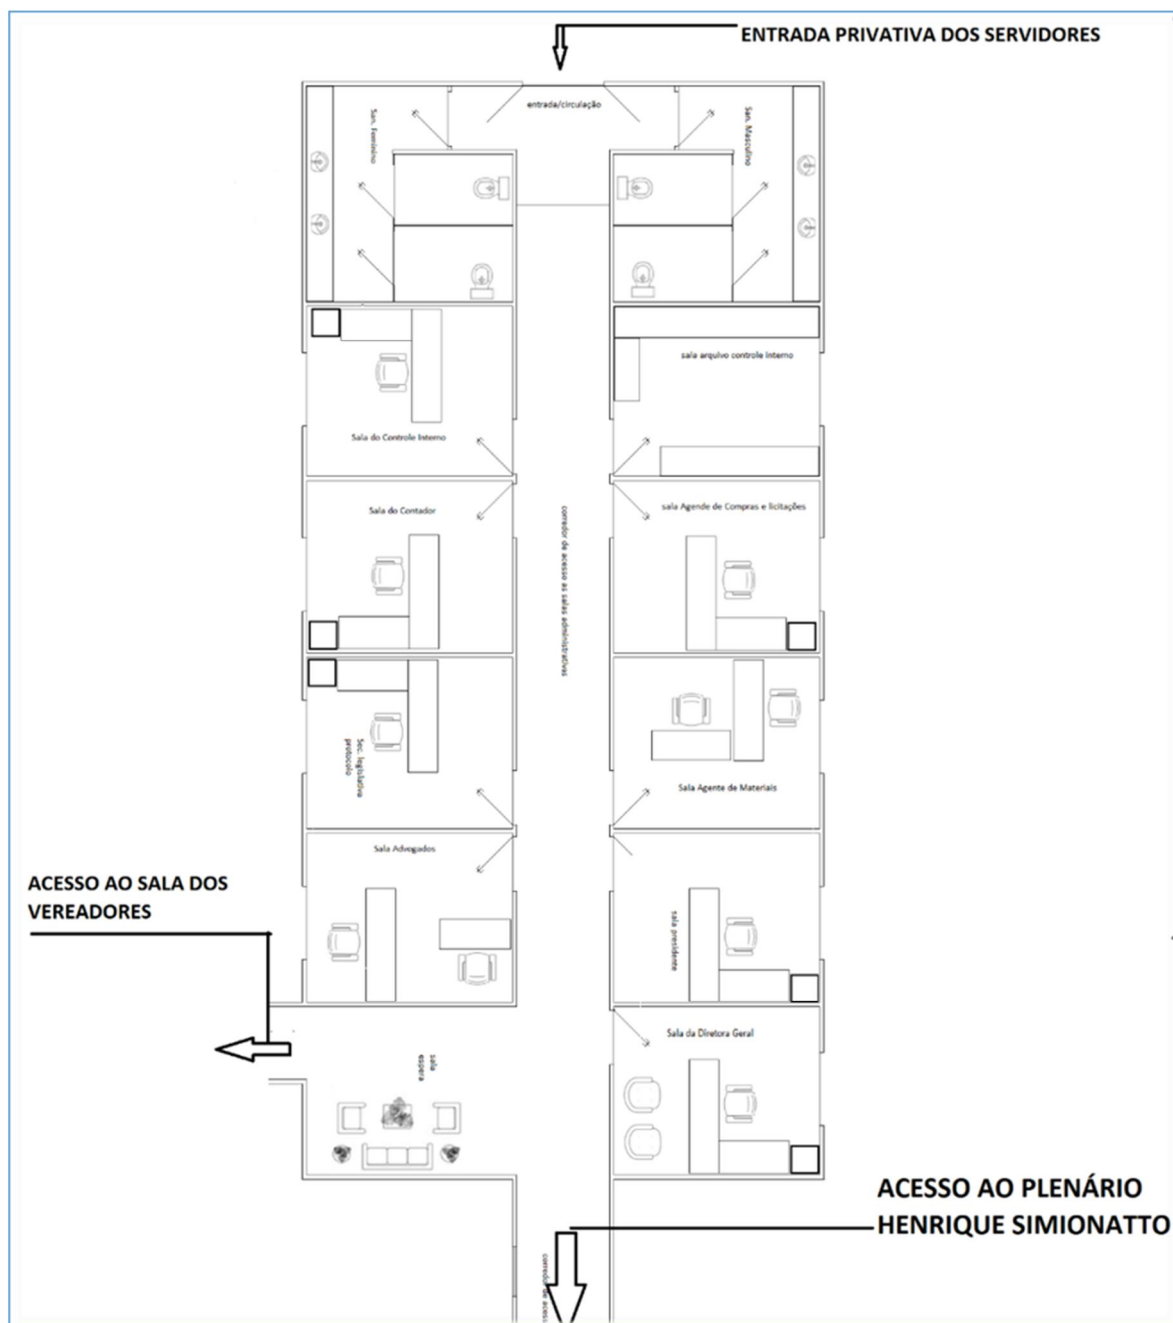 ENTRADA PRIVATIVA DOS SERVIDORES
entrada/circulação
San. Feminino
San. Masculino
sala arquivo controle interno
Sala do Controle Interno
Sala do Contador
sala Agende de Compras e licitações
corredor de acesso as salas administrativas
Sec. legislativa
protocolo
Sala Agente de Materiais
Sala Advogados
ACESSO AO SALA DOS
VEREADORES
sala presidente
Sala da Diretora Geral
sala
espera
ACESSO AO PLENÁRIO
HENRIQUE SIMIONATTO
corredor de acess